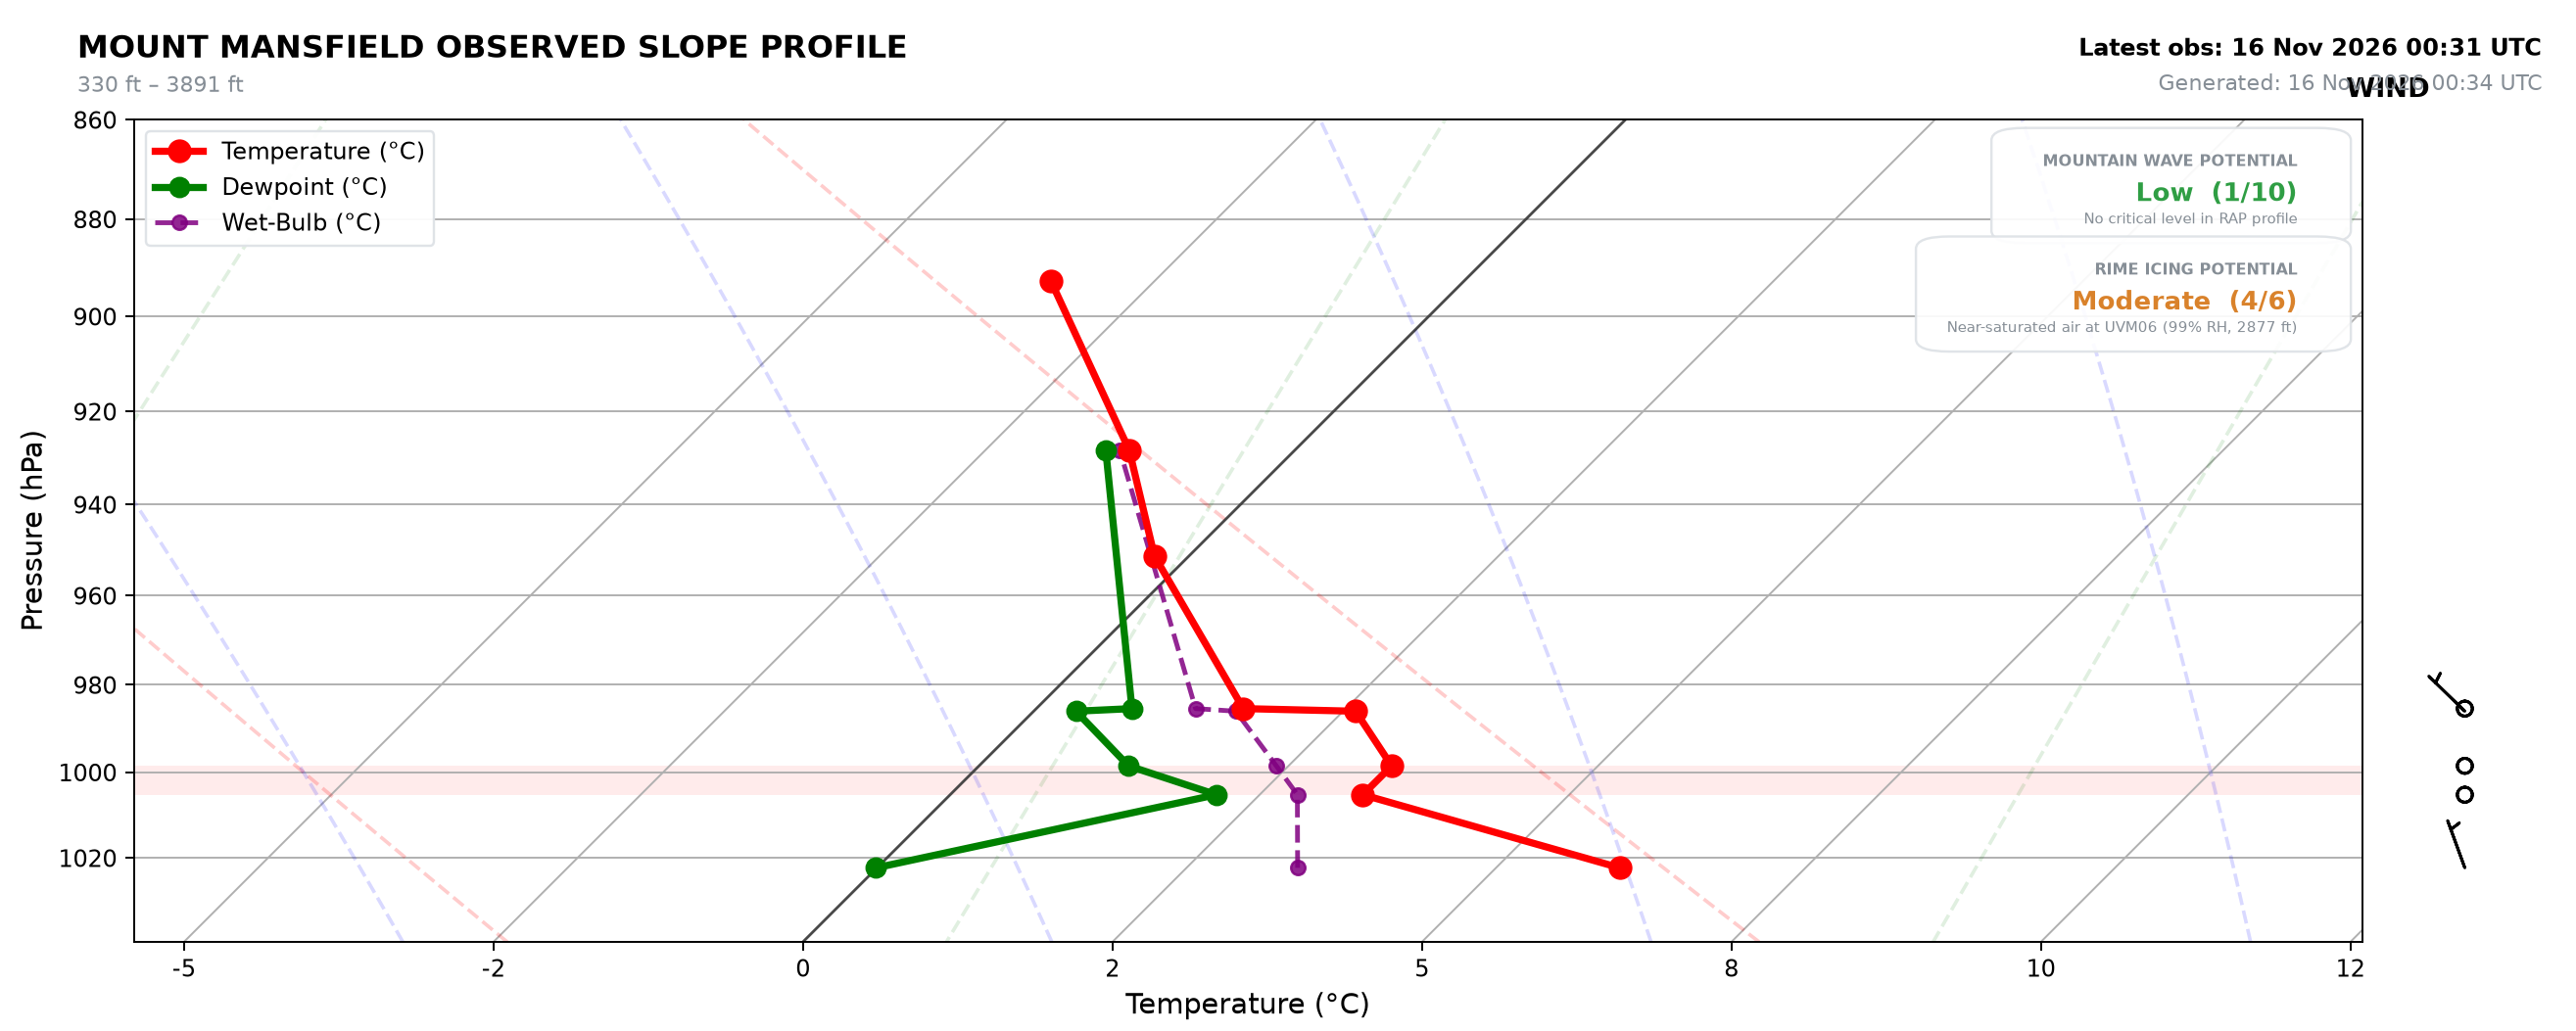 MOUNT MANSFIELD OBSERVED SLOPE PROFILE
330 ft – 3891 ft
Latest obs: 16 Nov 2026 00:31 UTC
Generated: 16 Nov 2026 00:34 UTC
WIND
Temperature (°C)
Dewpoint (°C)
Wet-Bulb (°C)
MOUNTAIN WAVE POTENTIAL
Low (1/10)
No critical level in RAP profile
RIME ICING POTENTIAL
Moderate (4/6)
Near-saturated air at UVM06 (99% RH, 2877 ft)
Pressure (hPa)
860
880
900
920
940
960
980
1000
1020
-5 -2 0 2 5 8 10 12
Temperature (°C)